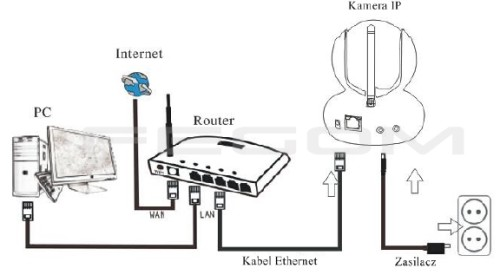 Kamera IP
Internet
PC
Router
WAN
LAN
Kabel Ethernet
Zasilacz